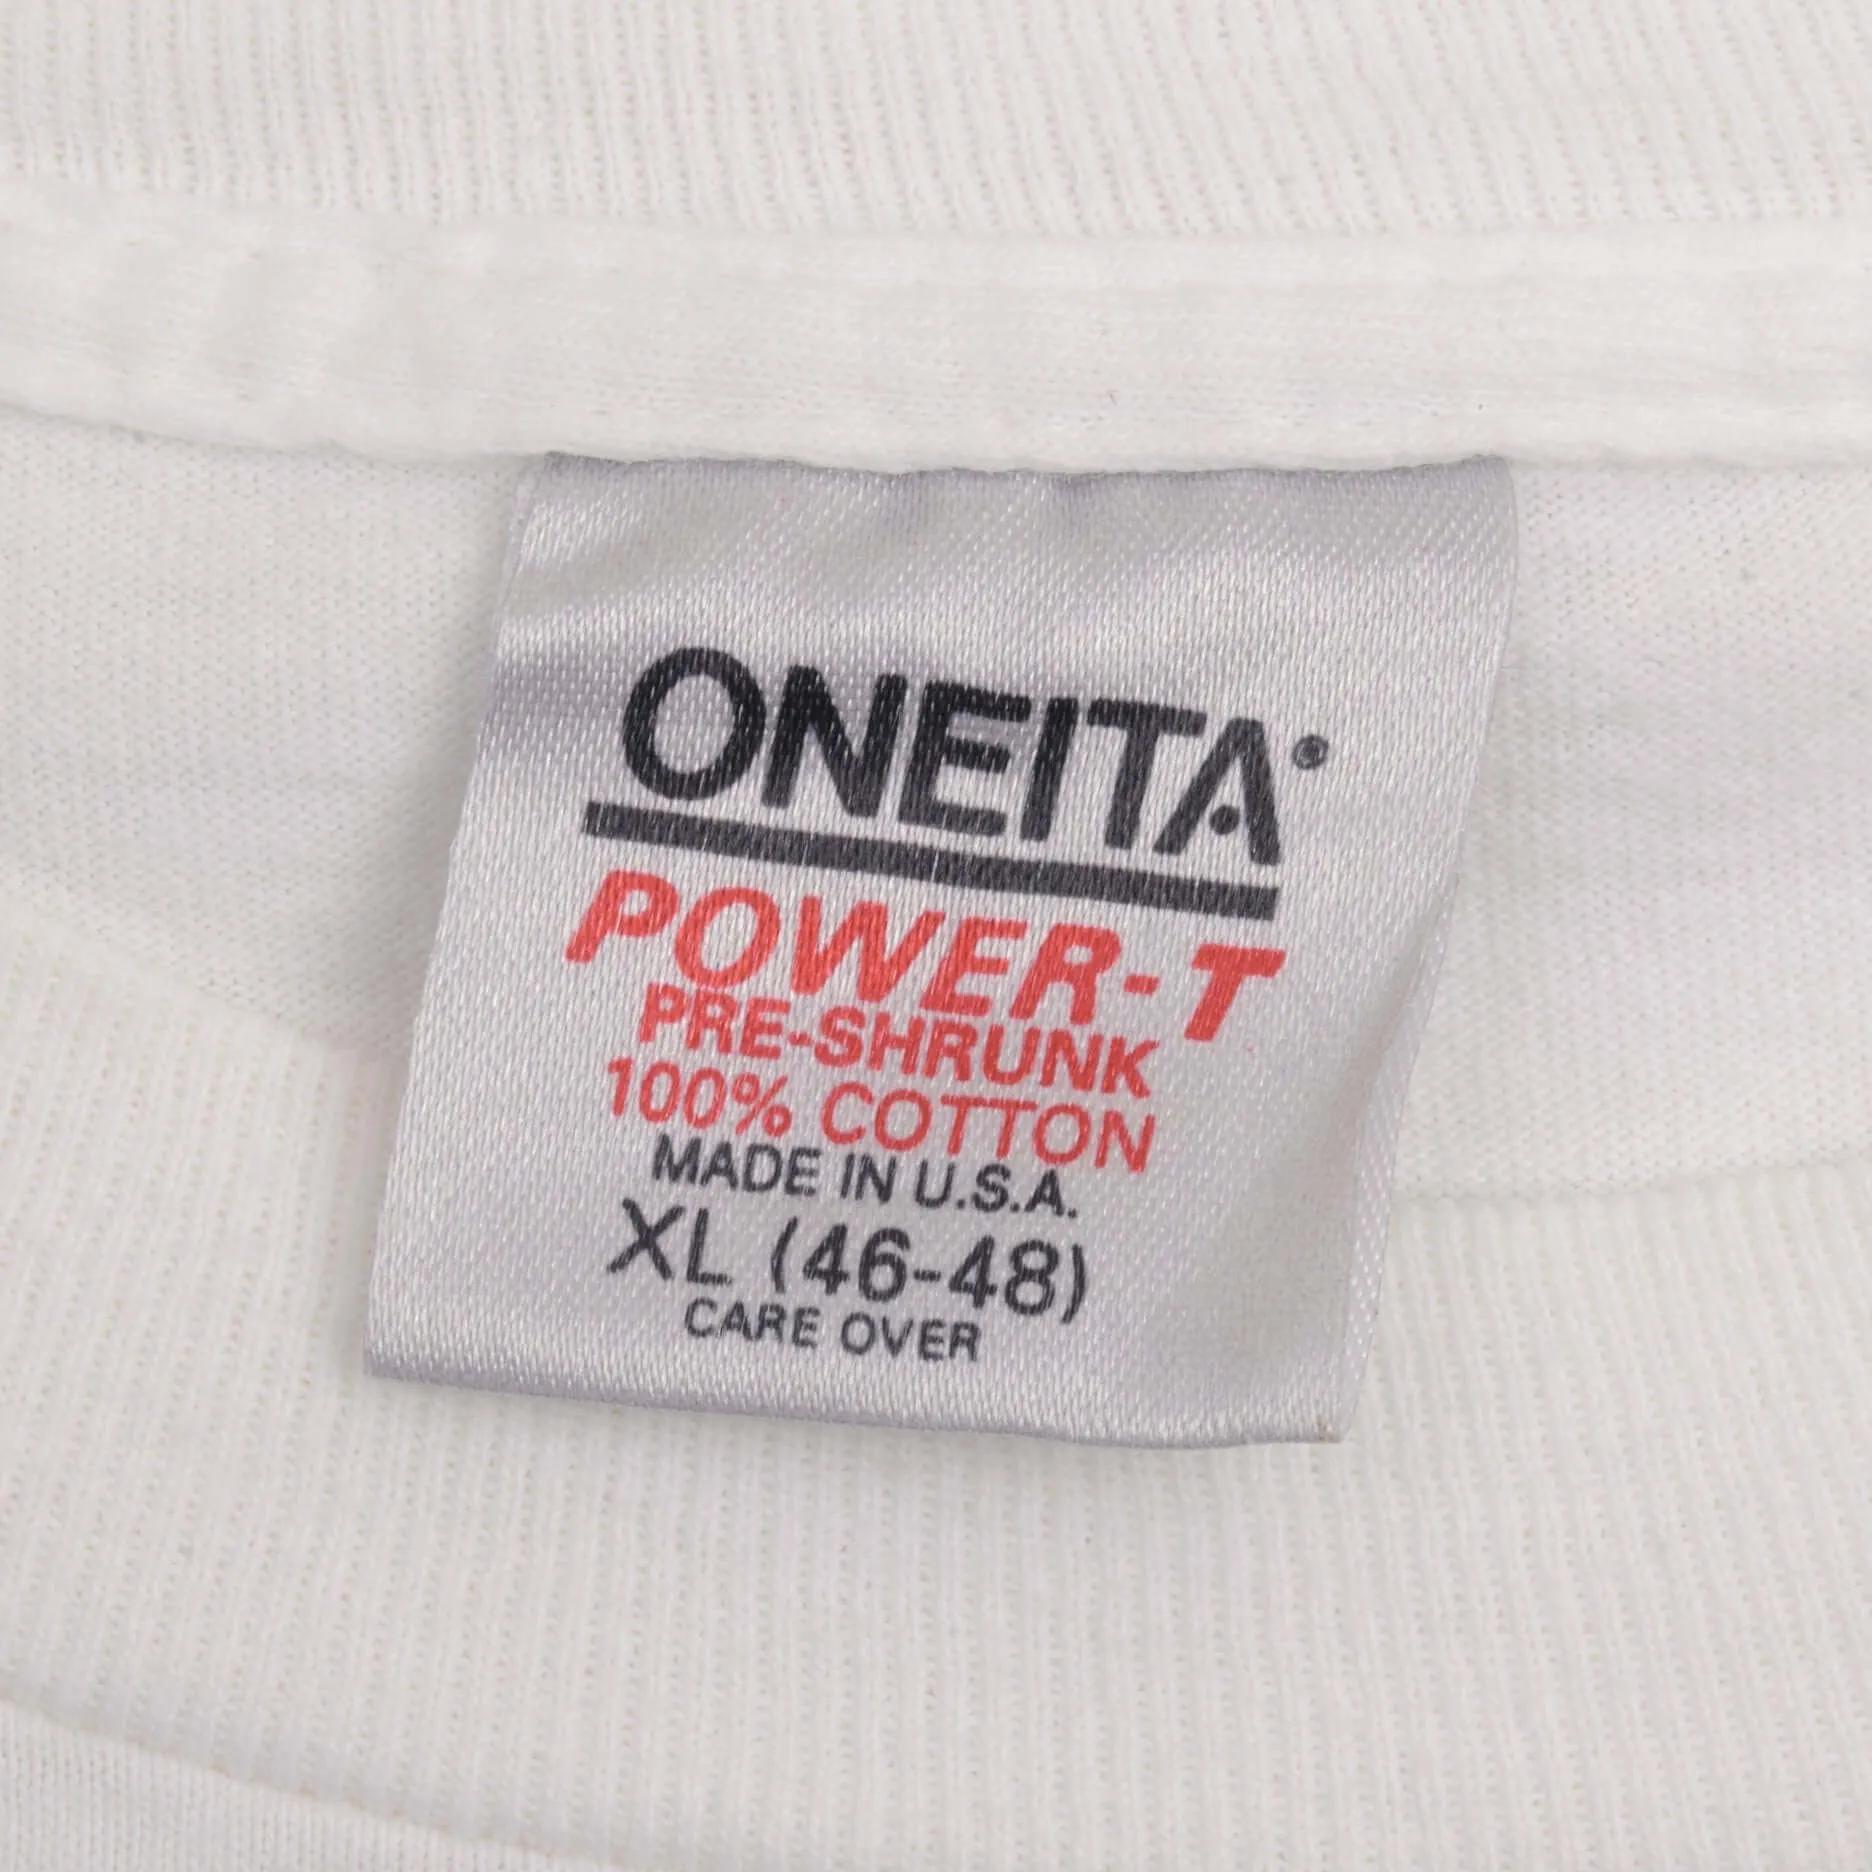 ONEITA®
POWER-T
PRE-SHRUNK
100% COTTON
MADE IN U.S.A.
XL (46-48)
CARE OVER